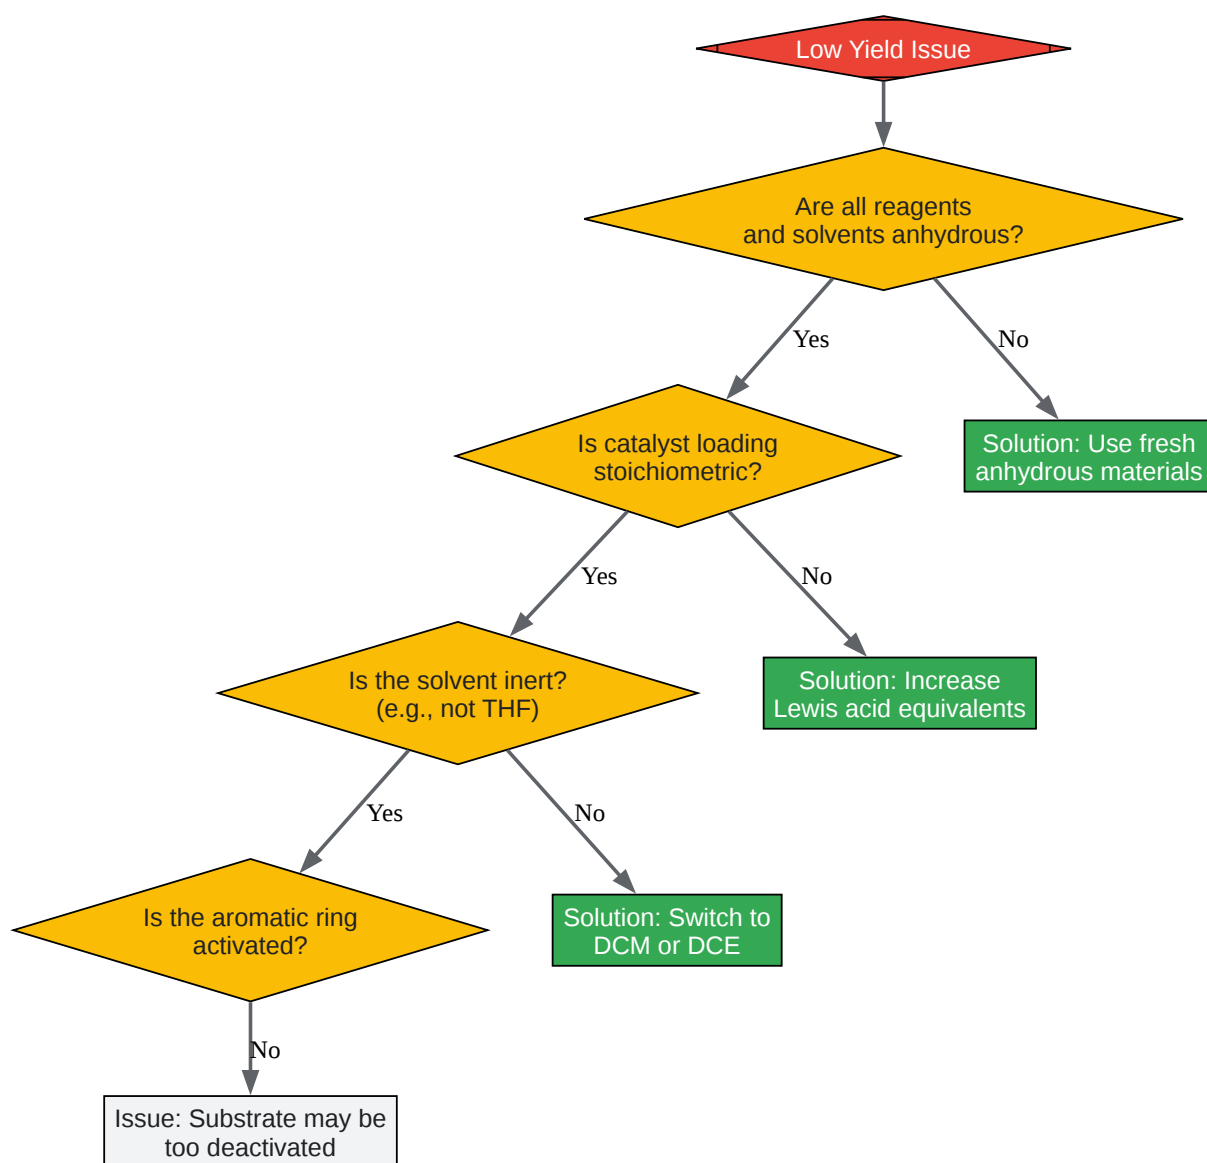 Low Yield Issue
Are all reagents
and solvents anhydrous?
Yes
No
Is catalyst loading
stoichiometric?
Solution: Use fresh
anhydrous materials
Yes
No
Is the solvent inert?
(e.g., not THF)
Solution: Increase
Lewis acid equivalents
Yes
No
Is the aromatic ring
activated?
Solution: Switch to
DCM or DCE
No
Issue: Substrate may be
too deactivated